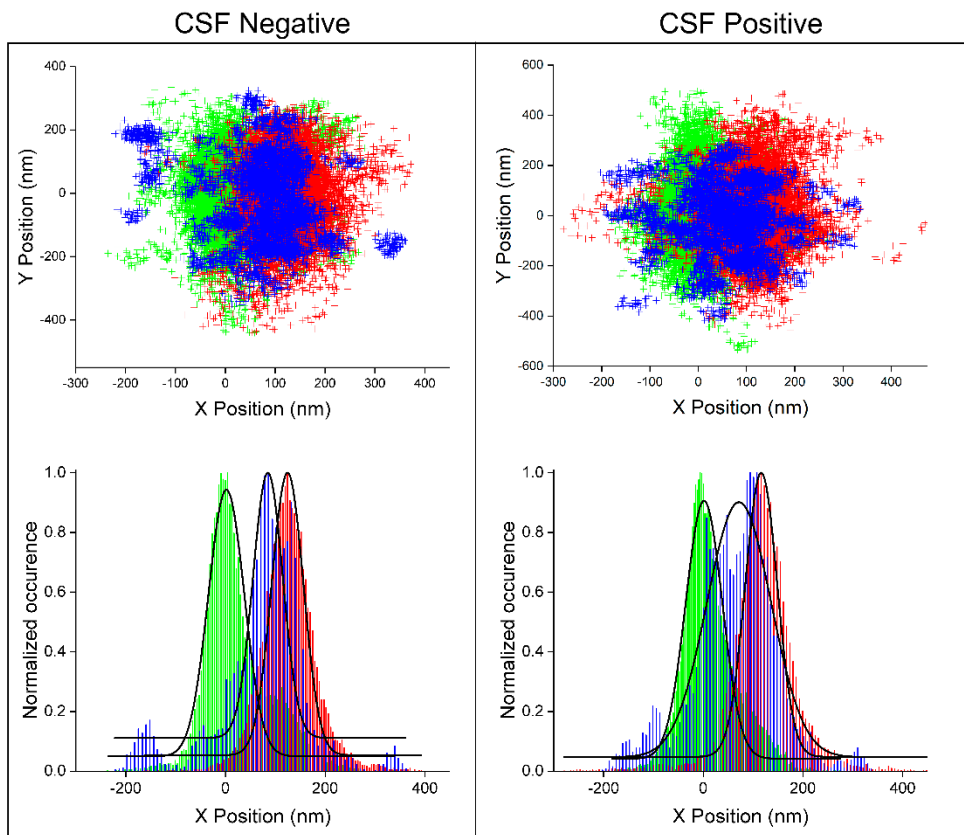 CSF Negative
CSF Positive
400
200
0
-200
-400
Y Position (nm)
-300 -200 -100 0 100 200 300 400
X Position (nm)
600
400
200
0
-200
-400
-600
Y Position (nm)
-300 -200 -100 0 100 200 300 400
X Position (nm)
1.0
0.8
0.6
0.4
0.2
0.0
Normalized occurence
-200 0 200 400
X Position (nm)
1.0
0.8
0.6
0.4
0.2
0.0
Normalized occurence
-200 0 200 400
X Position (nm)